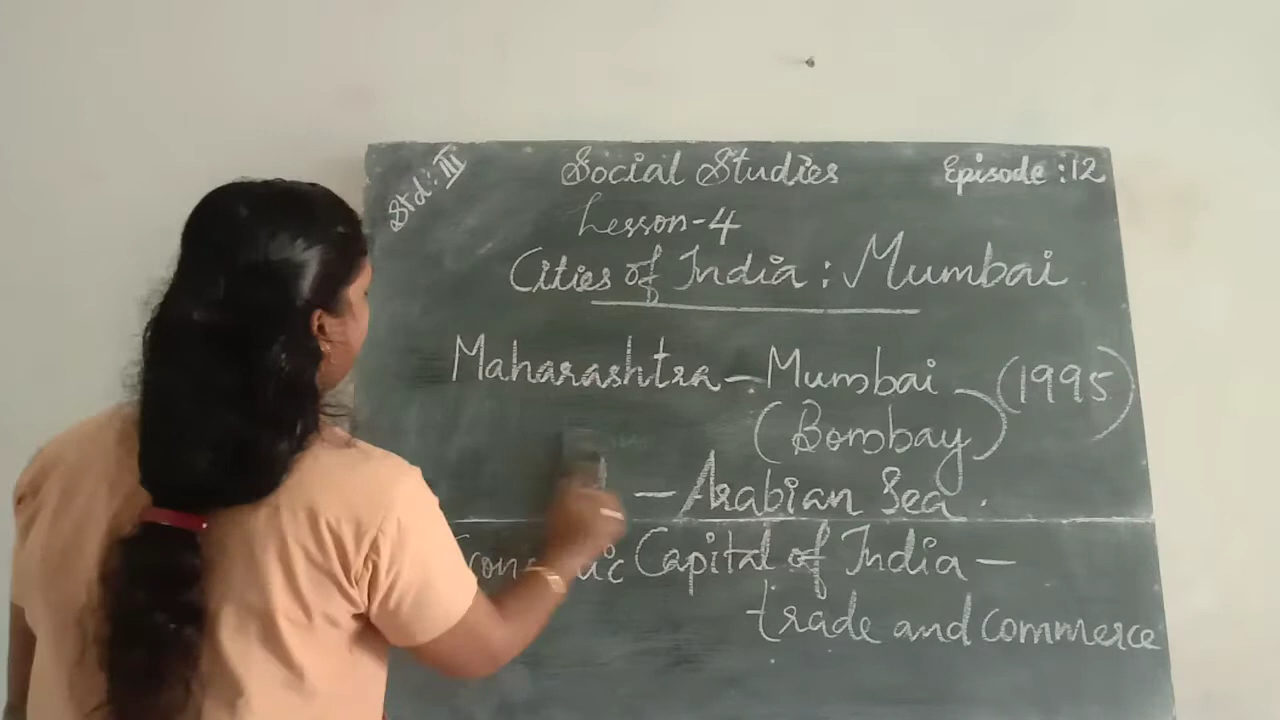 Std: III
Social Studies
Episode : 12
Lesson-4
Cities of India : Mumbai
Maharashtra - Mumbai - (1995)
(Bombay)
- Arabian Sea.
Capital of India -
trade and commerce